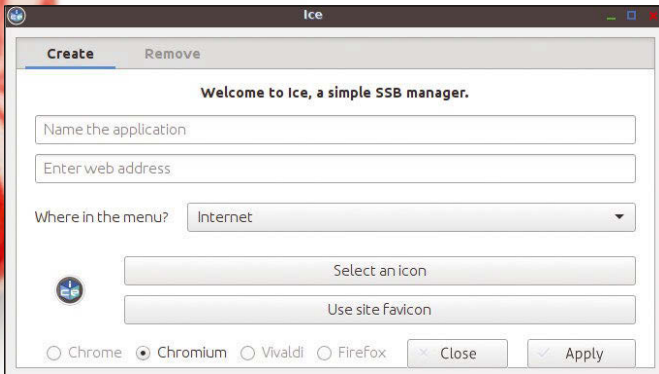 Ice
Create Remove
Welcome to Ice, a simple SSB manager.
Name the application
Enter web address
Where in the menu? Internet
Select an icon
ice
Use site favicon
Chrome Chromium Vivaldi Firefox Close Apply